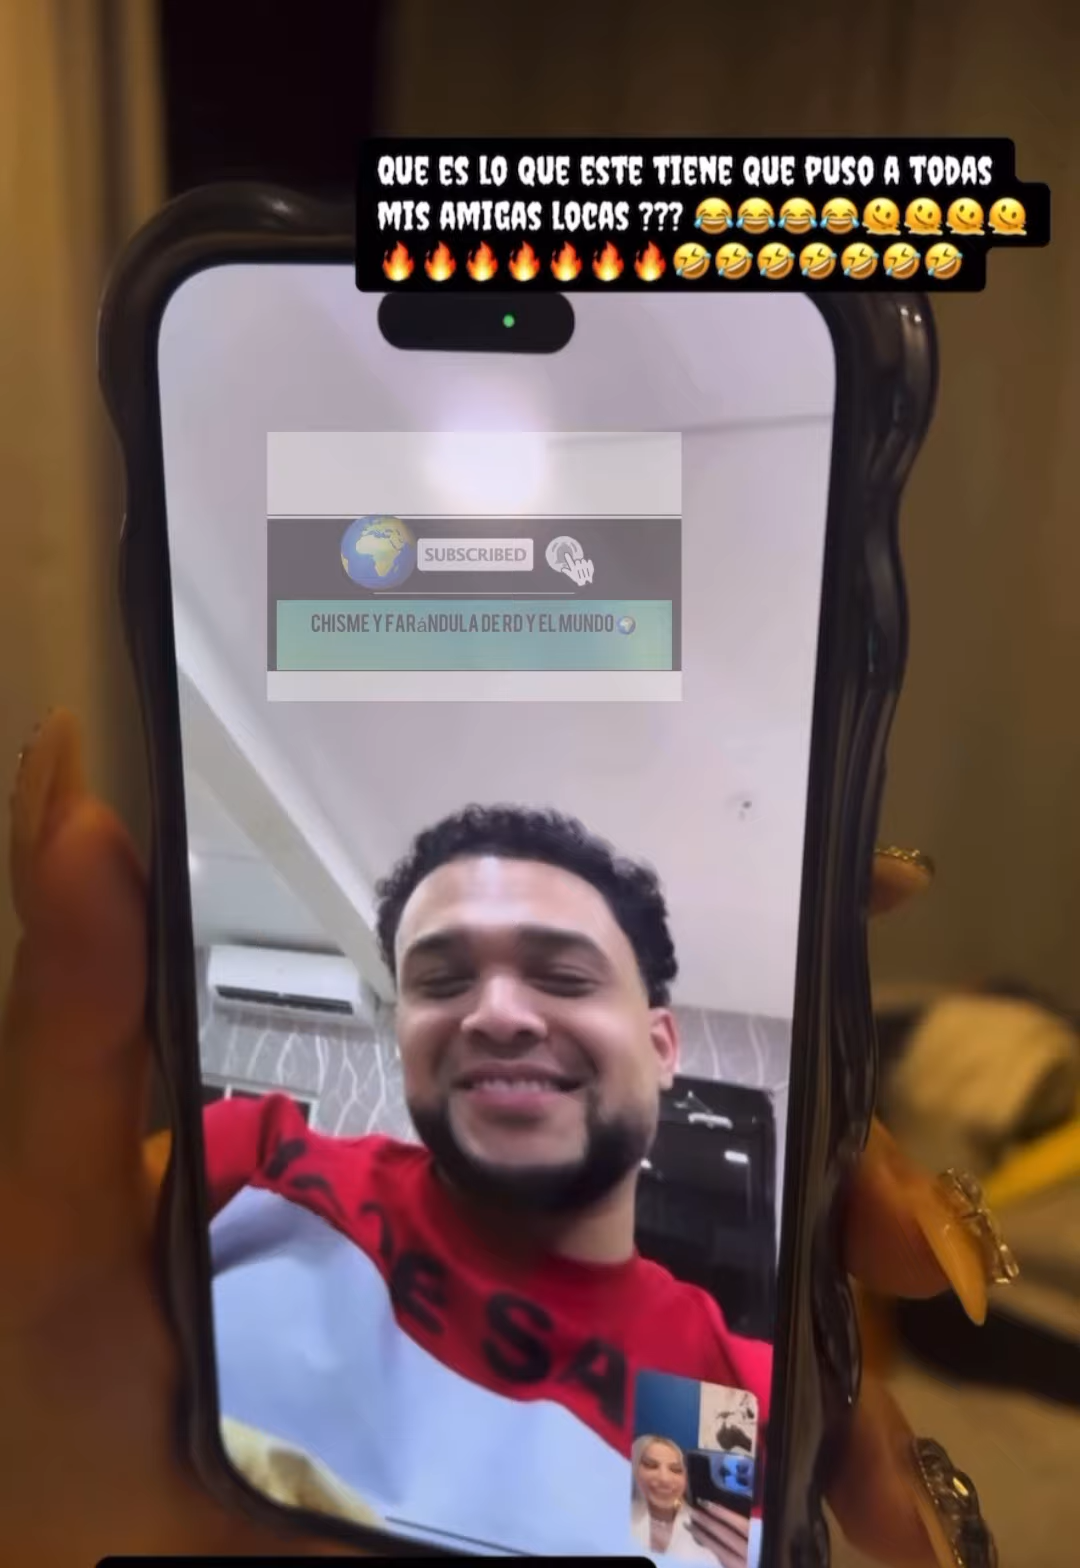 QUE ES LO QUE ESTE TIENE QUE PUSO A TODAS
MIS AMIGAS LOCAS ??? 😂😂😂😂🫠🫠🫠🫠
🔥🔥🔥🔥🔥🔥🔥🤣🤣🤣🤣🤣🤣🤣
SUBSCRIBED
CHISME Y FARáNDULA DE RD Y EL MUNDO🌍